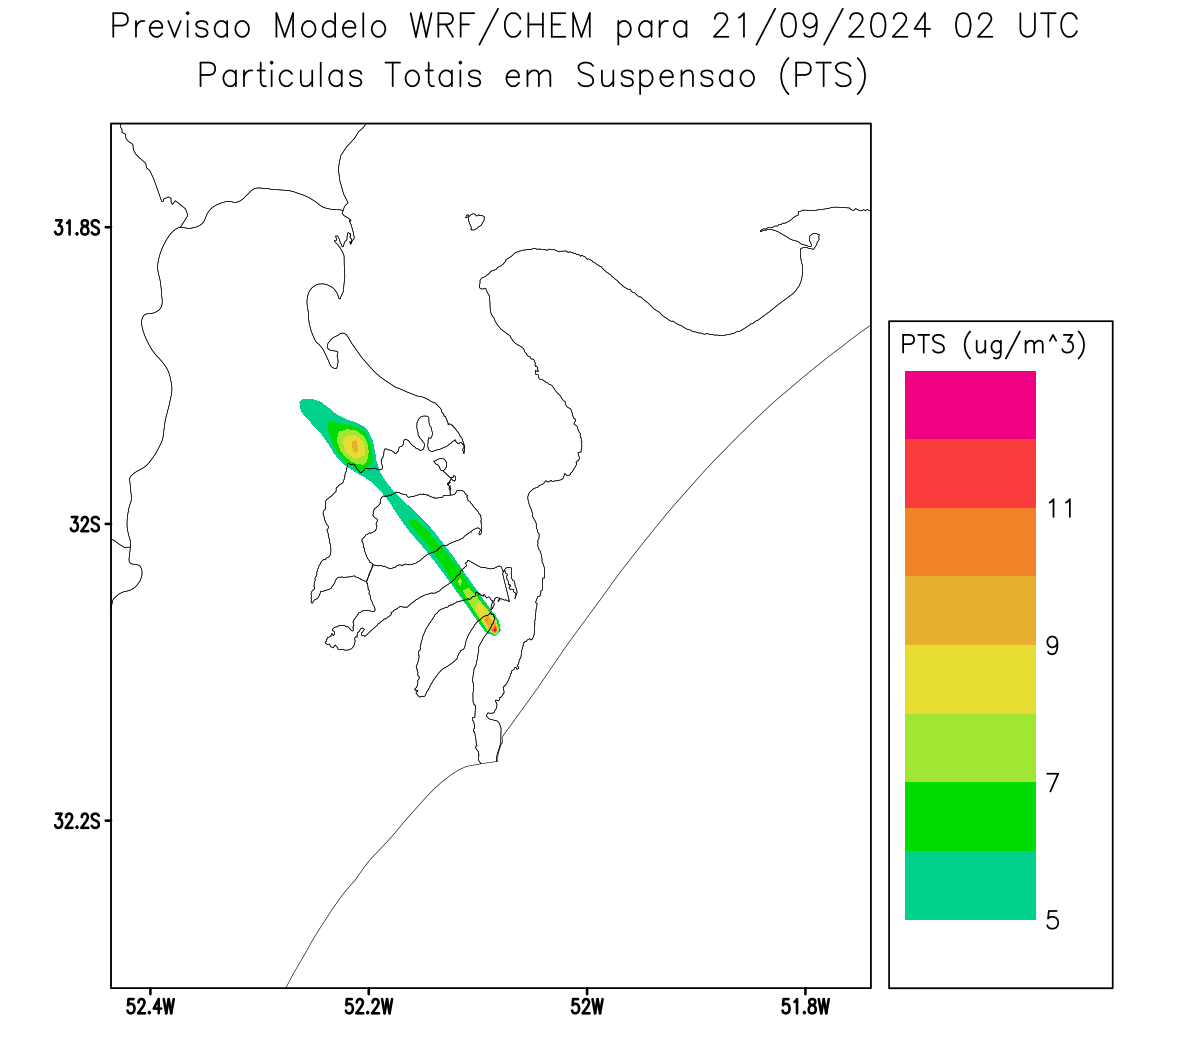 Previsao Modelo WRF/CHEM para 21/09/2024 02 UTC
Particulas Totais em Suspensao (PTS)
31.8S
32S
32.2S
52.4W
52.2W
52W
51.8W
PTS (ug/m^3)
11
9
7
5